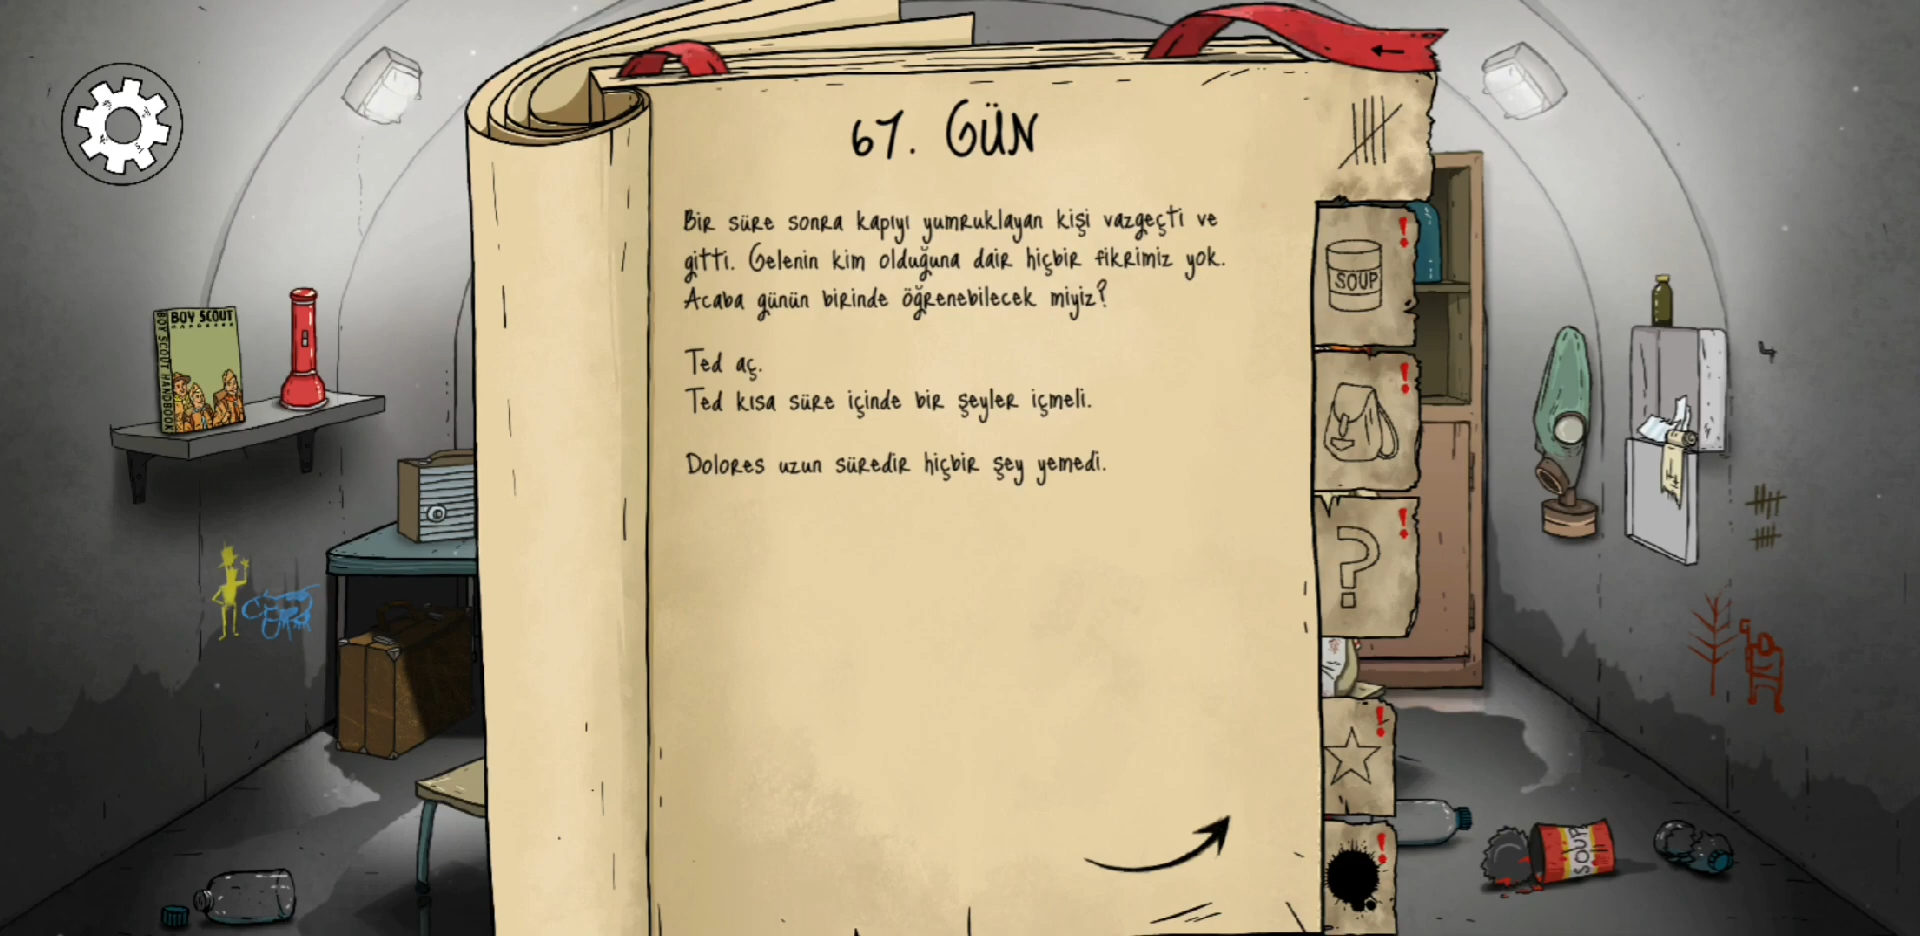 67. GÜN
Bir süre sonra kapıyı yumruklayan kişi vazgeçti ve
gitti. Gelenin kim olduğuna dair hiçbir fikrimiz yok.
Acaba günün birinde öğrenebilecek miyiz?
Ted aç.
Ted kısa süre içinde bir şeyler içmeli.
Dolores uzun süredir hiçbir şey yemedi.
SOUP
BOY SCOUT
BOY SCOUT HANDBOOK
SOUP